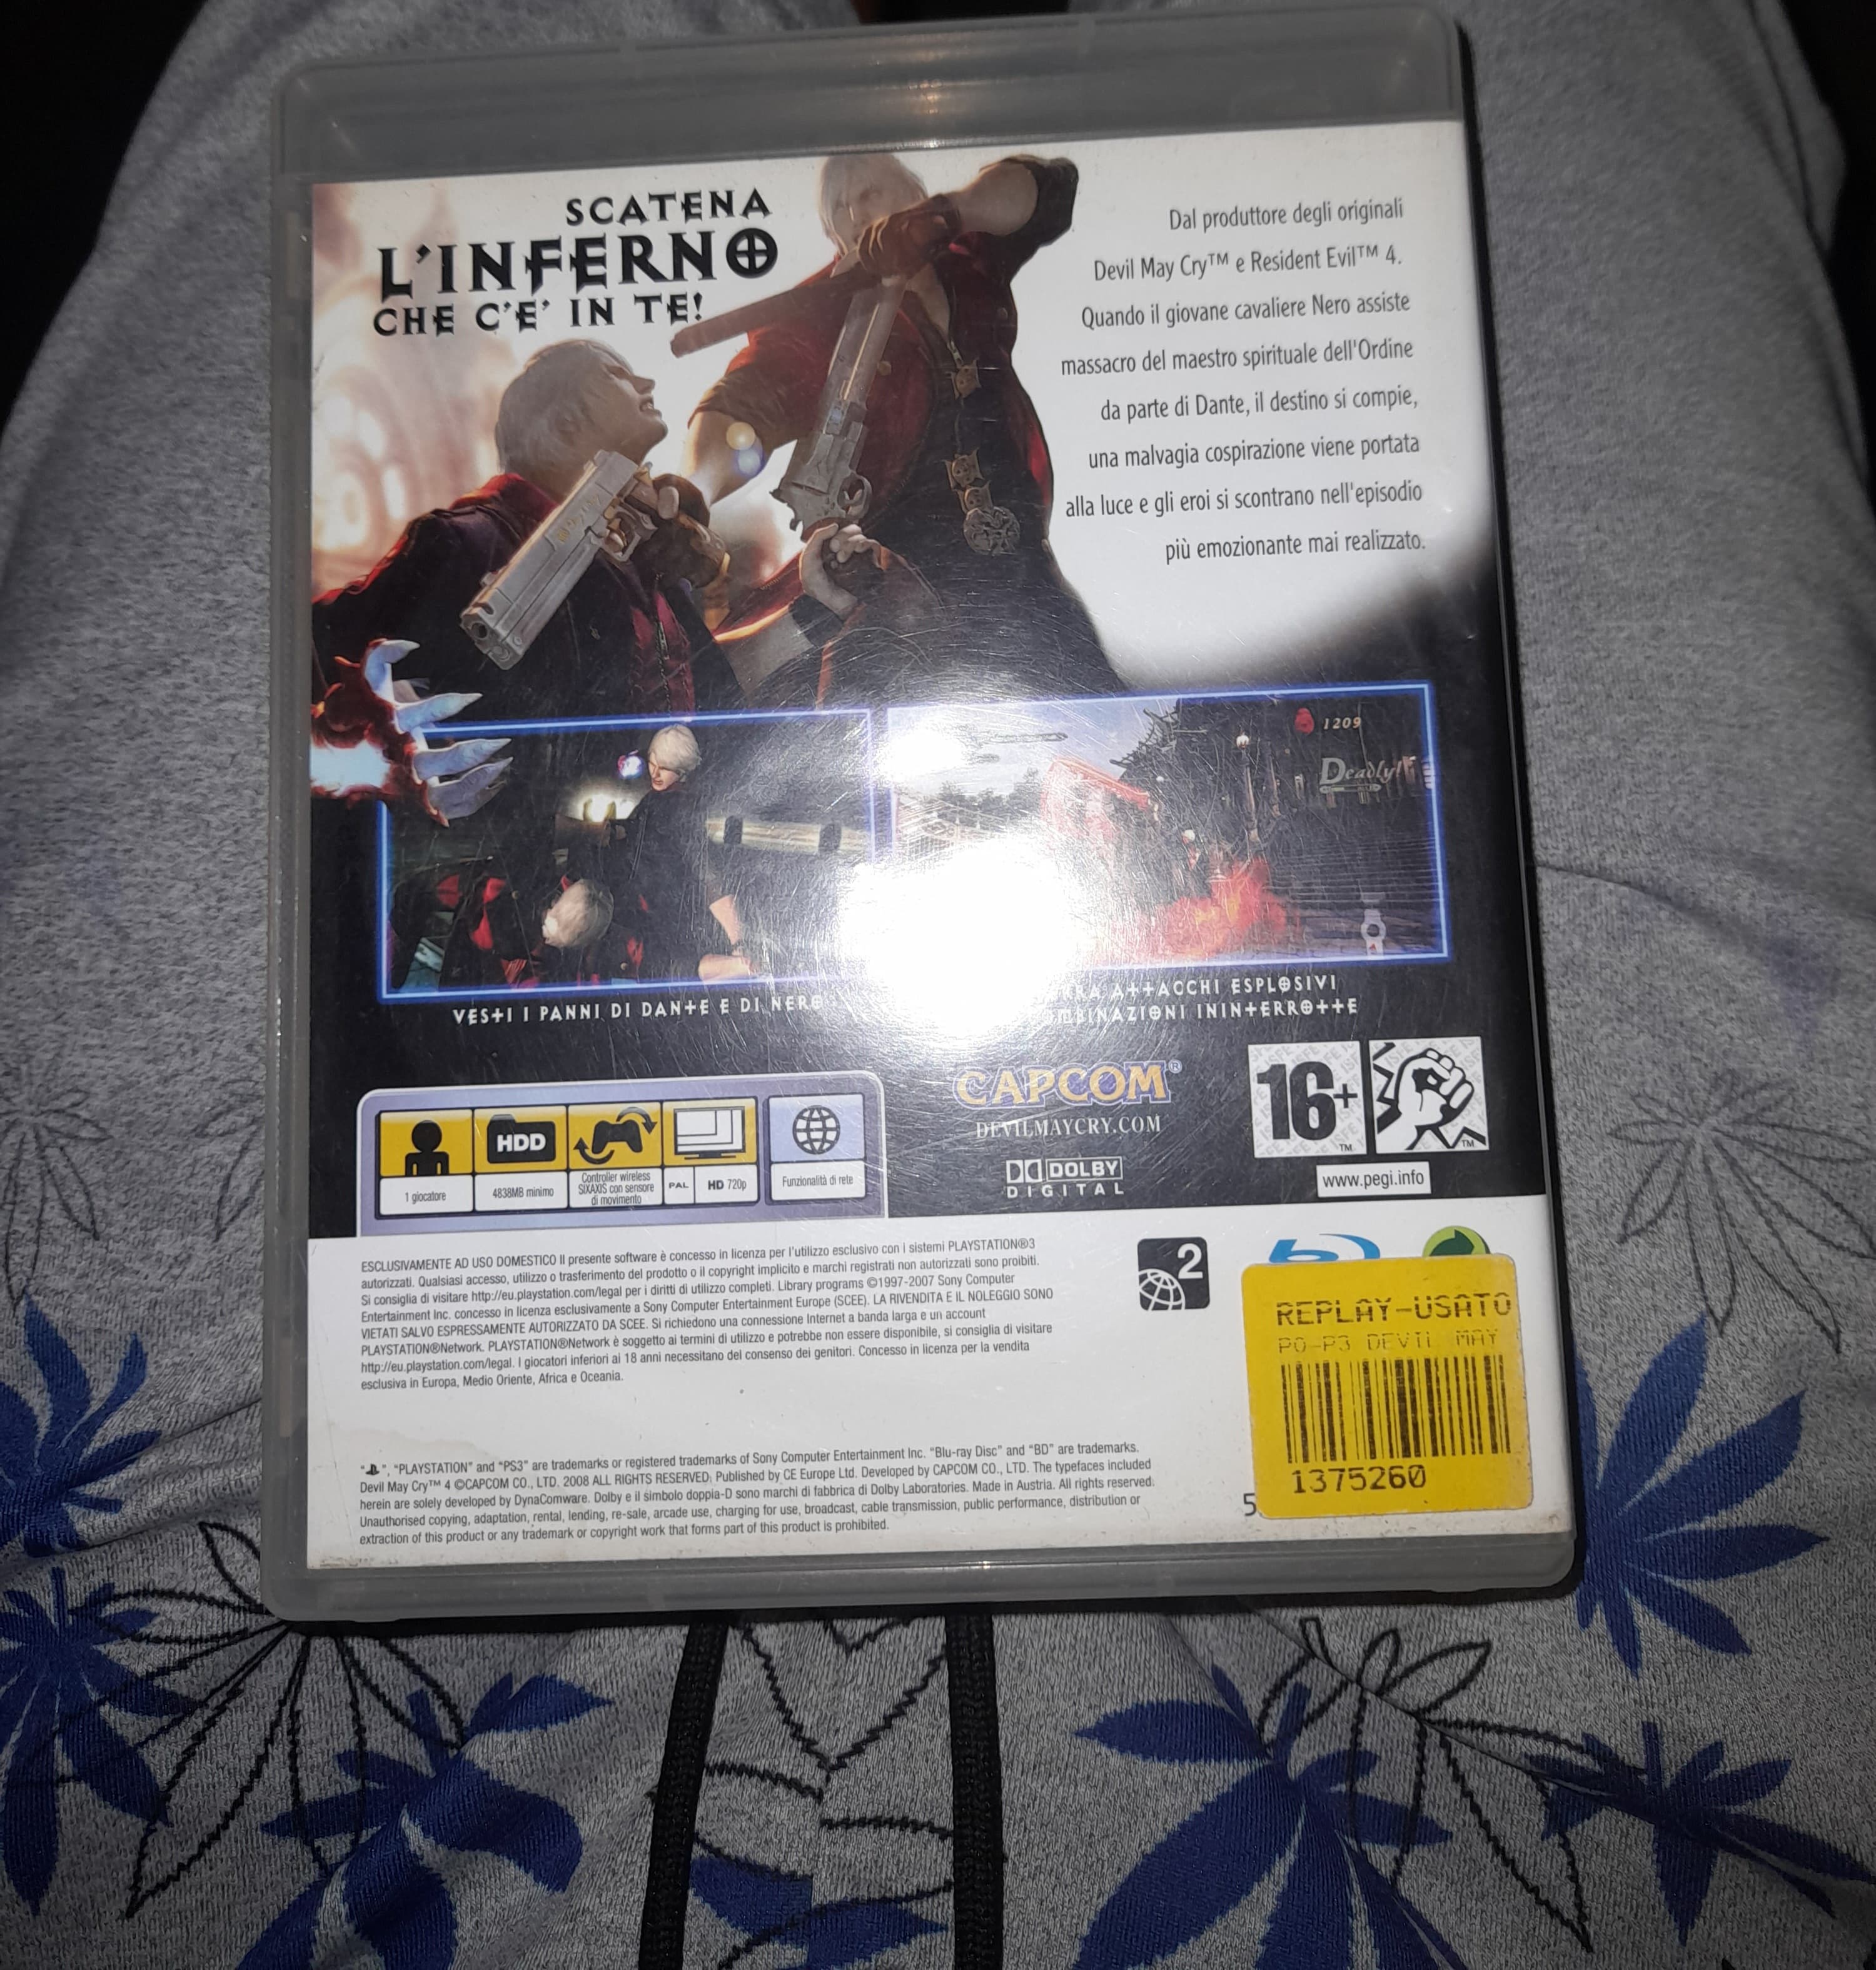 SCATENA
L'INFERNO
CHE C'E' IN TE!
Dal produttore degli originali
Devil May Cry™ e Resident Evil™ 4.
Quando il giovane cavaliere Nero assiste
massacro del maestro spirituale dell'Ordine
da parte di Dante, il destino si compie,
una malvagia cospirazione viene portata
alla luce e gli eroi si scontrano nell'episodio
più emozionante mai realizzato.
1209
Deadly!
VESTI I PANNI DI DANTE E DI NERO
ATTACCHI ESPLOSIVI
ININTERROTTE
CAPCOM®
DEVILMAYCRY.COM
DOLBY
DIGITAL
16+™
™
www.pegi.info
HDD
1 giocatore
4838MB minimo
Controller wireless
SIXAXIS con sensore
di movimento
PAL
HD 720p
Funzionalità di rete
ESCLUSIVAMENTE AD USO DOMESTICO Il presente software è concesso in licenza per l'utilizzo esclusivo con i sistemi PLAYSTATION®3
autorizzati. Qualsiasi accesso, utilizzo o trasferimento del prodotto o il copyright implicito e marchi registrati non autorizzati sono proibiti.
Si consiglia di visitare http://eu.playstation.com/legal per i diritti di utilizzo completi. Library programs ©1997-2007 Sony Computer
Entertainment Inc. concesso in licenza esclusivamente a Sony Computer Entertainment Europe (SCEE). LA RIVENDITA E IL NOLEGGIO SONO
VIETATI SALVO ESPRESSAMENTE AUTORIZZATO DA SCEE. Si richiedono una connessione Internet a banda larga e un account
PLAYSTATION®Network. PLAYSTATION®Network è soggetto ai termini di utilizzo e potrebbe non essere disponibile, si consiglia di visitare
http://eu.playstation.com/legal. I giocatori inferiori ai 18 anni necessitano del consenso dei genitori. Concesso in licenza per la vendita
esclusiva in Europa, Medio Oriente, Africa e Oceania.
2
REPLAY-USATO
PO-P3 DEVIL MAY
1375260
5
" ", "PLAYSTATION" and "PS3" are trademarks or registered trademarks of Sony Computer Entertainment Inc. "Blu-ray Disc" and "BD" are trademarks.
Devil May Cry™ 4 ©CAPCOM CO., LTD. 2008 ALL RIGHTS RESERVED. Published by CE Europe Ltd. Developed by CAPCOM CO., LTD. The typefaces included
herein are solely developed by DynaComware. Dolby e il simbolo doppia-D sono marchi di fabbrica di Dolby Laboratories. Made in Austria. All rights reserved.
Unauthorised copying, adaptation, rental, lending, re-sale, arcade use, charging for use, broadcast, cable transmission, public performance, distribution or
extraction of this product or any trademark or copyright work that forms part of this product is prohibited.